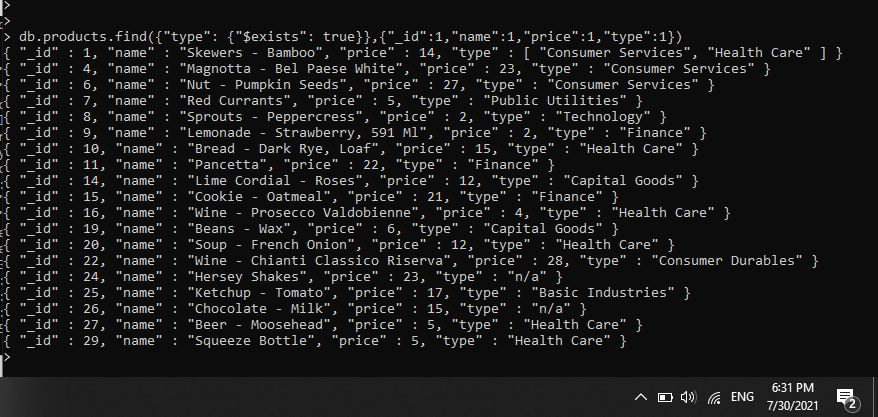 >
>
> db.products.find({"type": {"$exists": true}},{"_id":1,"name":1,"price":1,"type":1})
{ "_id" : 1, "name" : "Skewers - Bamboo", "price" : 14, "type" : [ "Consumer Services", "Health Care" ] }
{ "_id" : 4, "name" : "Magnotta - Bel Paese White", "price" : 23, "type" : "Consumer Services" }
{ "_id" : 6, "name" : "Nut - Pumpkin Seeds", "price" : 27, "type" : "Consumer Services" }
{ "_id" : 7, "name" : "Red Currants", "price" : 5, "type" : "Public Utilities" }
{ "_id" : 8, "name" : "Sprouts - Peppercress", "price" : 2, "type" : "Technology" }
{ "_id" : 9, "name" : "Lemonade - Strawberry, 591 Ml", "price" : 2, "type" : "Finance" }
{ "_id" : 10, "name" : "Bread - Dark Rye, Loaf", "price" : 15, "type" : "Health Care" }
{ "_id" : 11, "name" : "Pancetta", "price" : 22, "type" : "Finance" }
{ "_id" : 14, "name" : "Lime Cordial - Roses", "price" : 12, "type" : "Capital Goods" }
{ "_id" : 15, "name" : "Cookie - Oatmeal", "price" : 21, "type" : "Finance" }
{ "_id" : 16, "name" : "Wine - Prosecco Valdobienne", "price" : 4, "type" : "Health Care" }
{ "_id" : 19, "name" : "Beans - Wax", "price" : 6, "type" : "Capital Goods" }
{ "_id" : 20, "name" : "Soup - French Onion", "price" : 12, "type" : "Health Care" }
{ "_id" : 22, "name" : "Wine - Chianti Classico Riserva", "price" : 28, "type" : "Consumer Durables" }
{ "_id" : 24, "name" : "Hersey Shakes", "price" : 23, "type" : "n/a" }
{ "_id" : 25, "name" : "Ketchup - Tomato", "price" : 17, "type" : "Basic Industries" }
{ "_id" : 26, "name" : "Chocolate - Milk", "price" : 15, "type" : "n/a" }
{ "_id" : 27, "name" : "Beer - Moosehead", "price" : 5, "type" : "Health Care" }
{ "_id" : 29, "name" : "Squeeze Bottle", "price" : 5, "type" : "Health Care" }
>
ENG
6:31 PM
7/30/2021
2